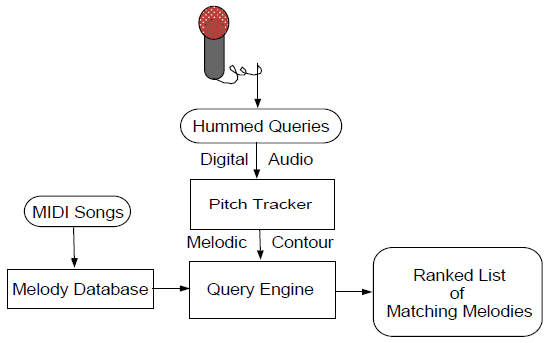 Hummed Queries
Digital Audio
Pitch Tracker
MIDI Songs
Melodic Contour
Melody Database
Query Engine
Ranked List
of
Matching Melodies